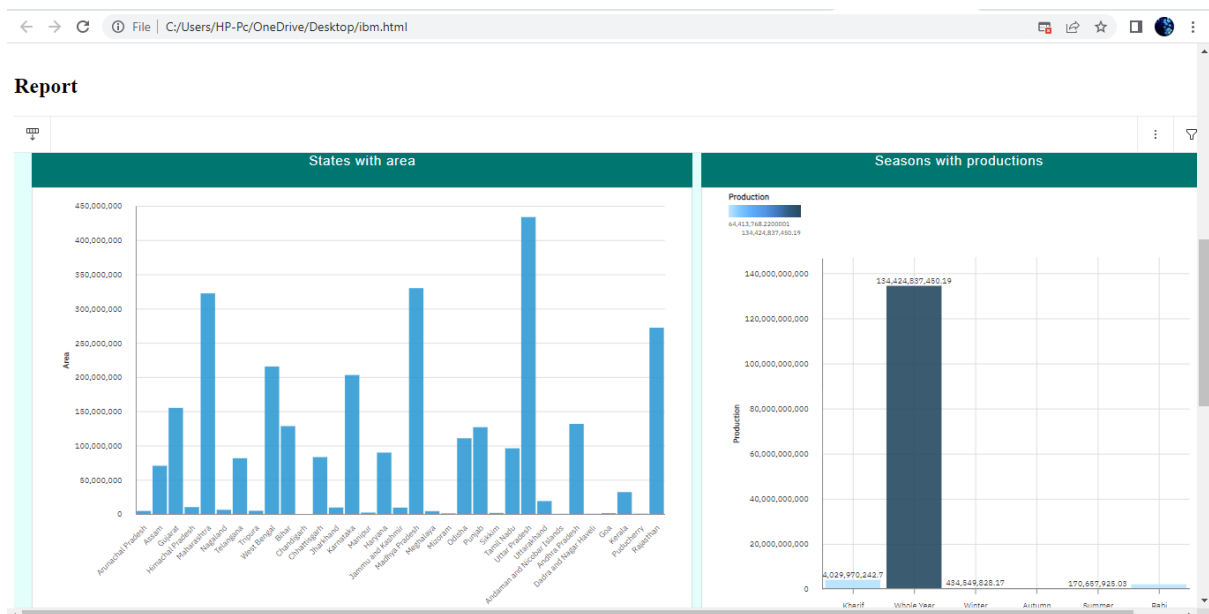 File
C:/Users/HP-Pc/OneDrive/Desktop/ibm.html
Report
States with area
450,000,000
400,000,000
350,000,000
300,000,000
250,000,000
200,000,000
150,000,000
100,000,000
50,000,000
0
Area
Arunachal Pradesh
Assam
Gujarat
Himachal Pradesh
Maharashtra
Nagaland
Telangana
Tripura
West Bengal
Bihar
Chandigarh
Chhattisgarh
Jharkhand
Karnataka
Manipur
Haryana
Jammu and Kashmir
Madhya Pradesh
Meghalaya
Mizoram
Odisha
Punjab
Sikkim
Tamil Nadu
Uttar Pradesh
Uttarakhand
Andaman and Nicobar Islands
Andhra Pradesh
Dadra and Nagar Haveli
Goa
Kerala
Puducherry
Rajasthan
Seasons with productions
Production
64,413,768.2200001
134,424,837,450.19
140,000,000,000
120,000,000,000
100,000,000,000
80,000,000,000
60,000,000,000
40,000,000,000
20,000,000,000
0
Production
134,424,837,450.19
4,029,970,242.7
434,549,828.17
170,657,925.03
Kharif
Whole Year
Winter
Autumn
Summer
Rabi